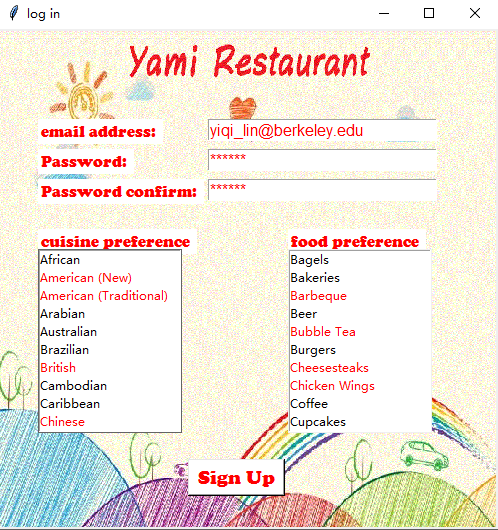 log in
Yami Restaurant
email address: yiqi_lin@berkeley.edu
Password: ******
Password confirm: ******
cuisine preference food preference
African Bagels
American (New) Bakeries
American (Traditional) Barbeque
Arabian Beer
Australian Bubble Tea
Brazilian Burgers
British Cheesesteaks
Cambodian Chicken Wings
Caribbean Coffee
Chinese Cupcakes
Sign Up